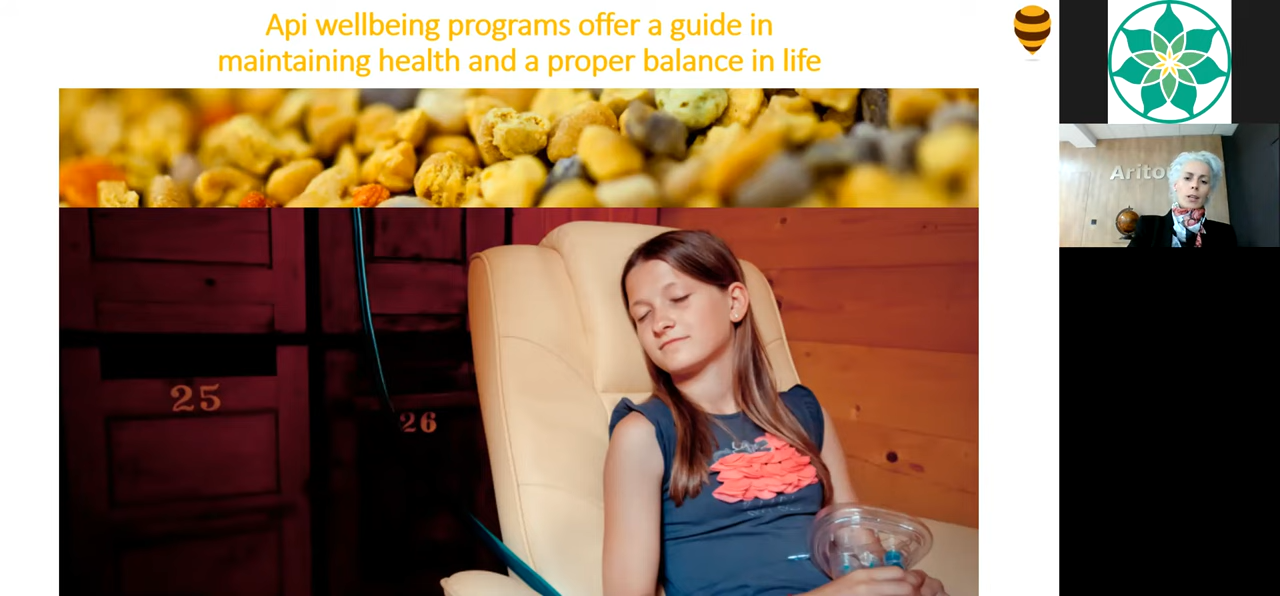 Api wellbeing programs offer a guide in
maintaining health and a proper balance in life
25
26